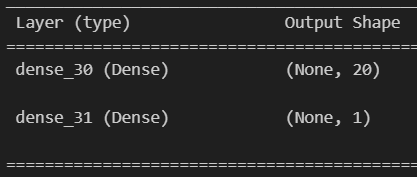 Layer (type) Output Shape
=================================================
dense_30 (Dense) (None, 20)
dense_31 (Dense) (None, 1)
=================================================